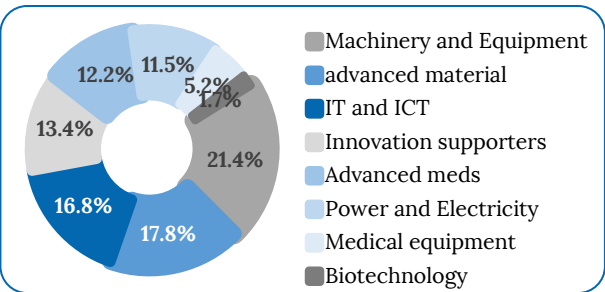 11.5%
12.2%
5.2%
1.7%
13.4%
21.4%
16.8%
17.8%
Machinery and Equipment
advanced material
IT and ICT
Innovation supporters
Advanced meds
Power and Electricity
Medical equipment
Biotechnology